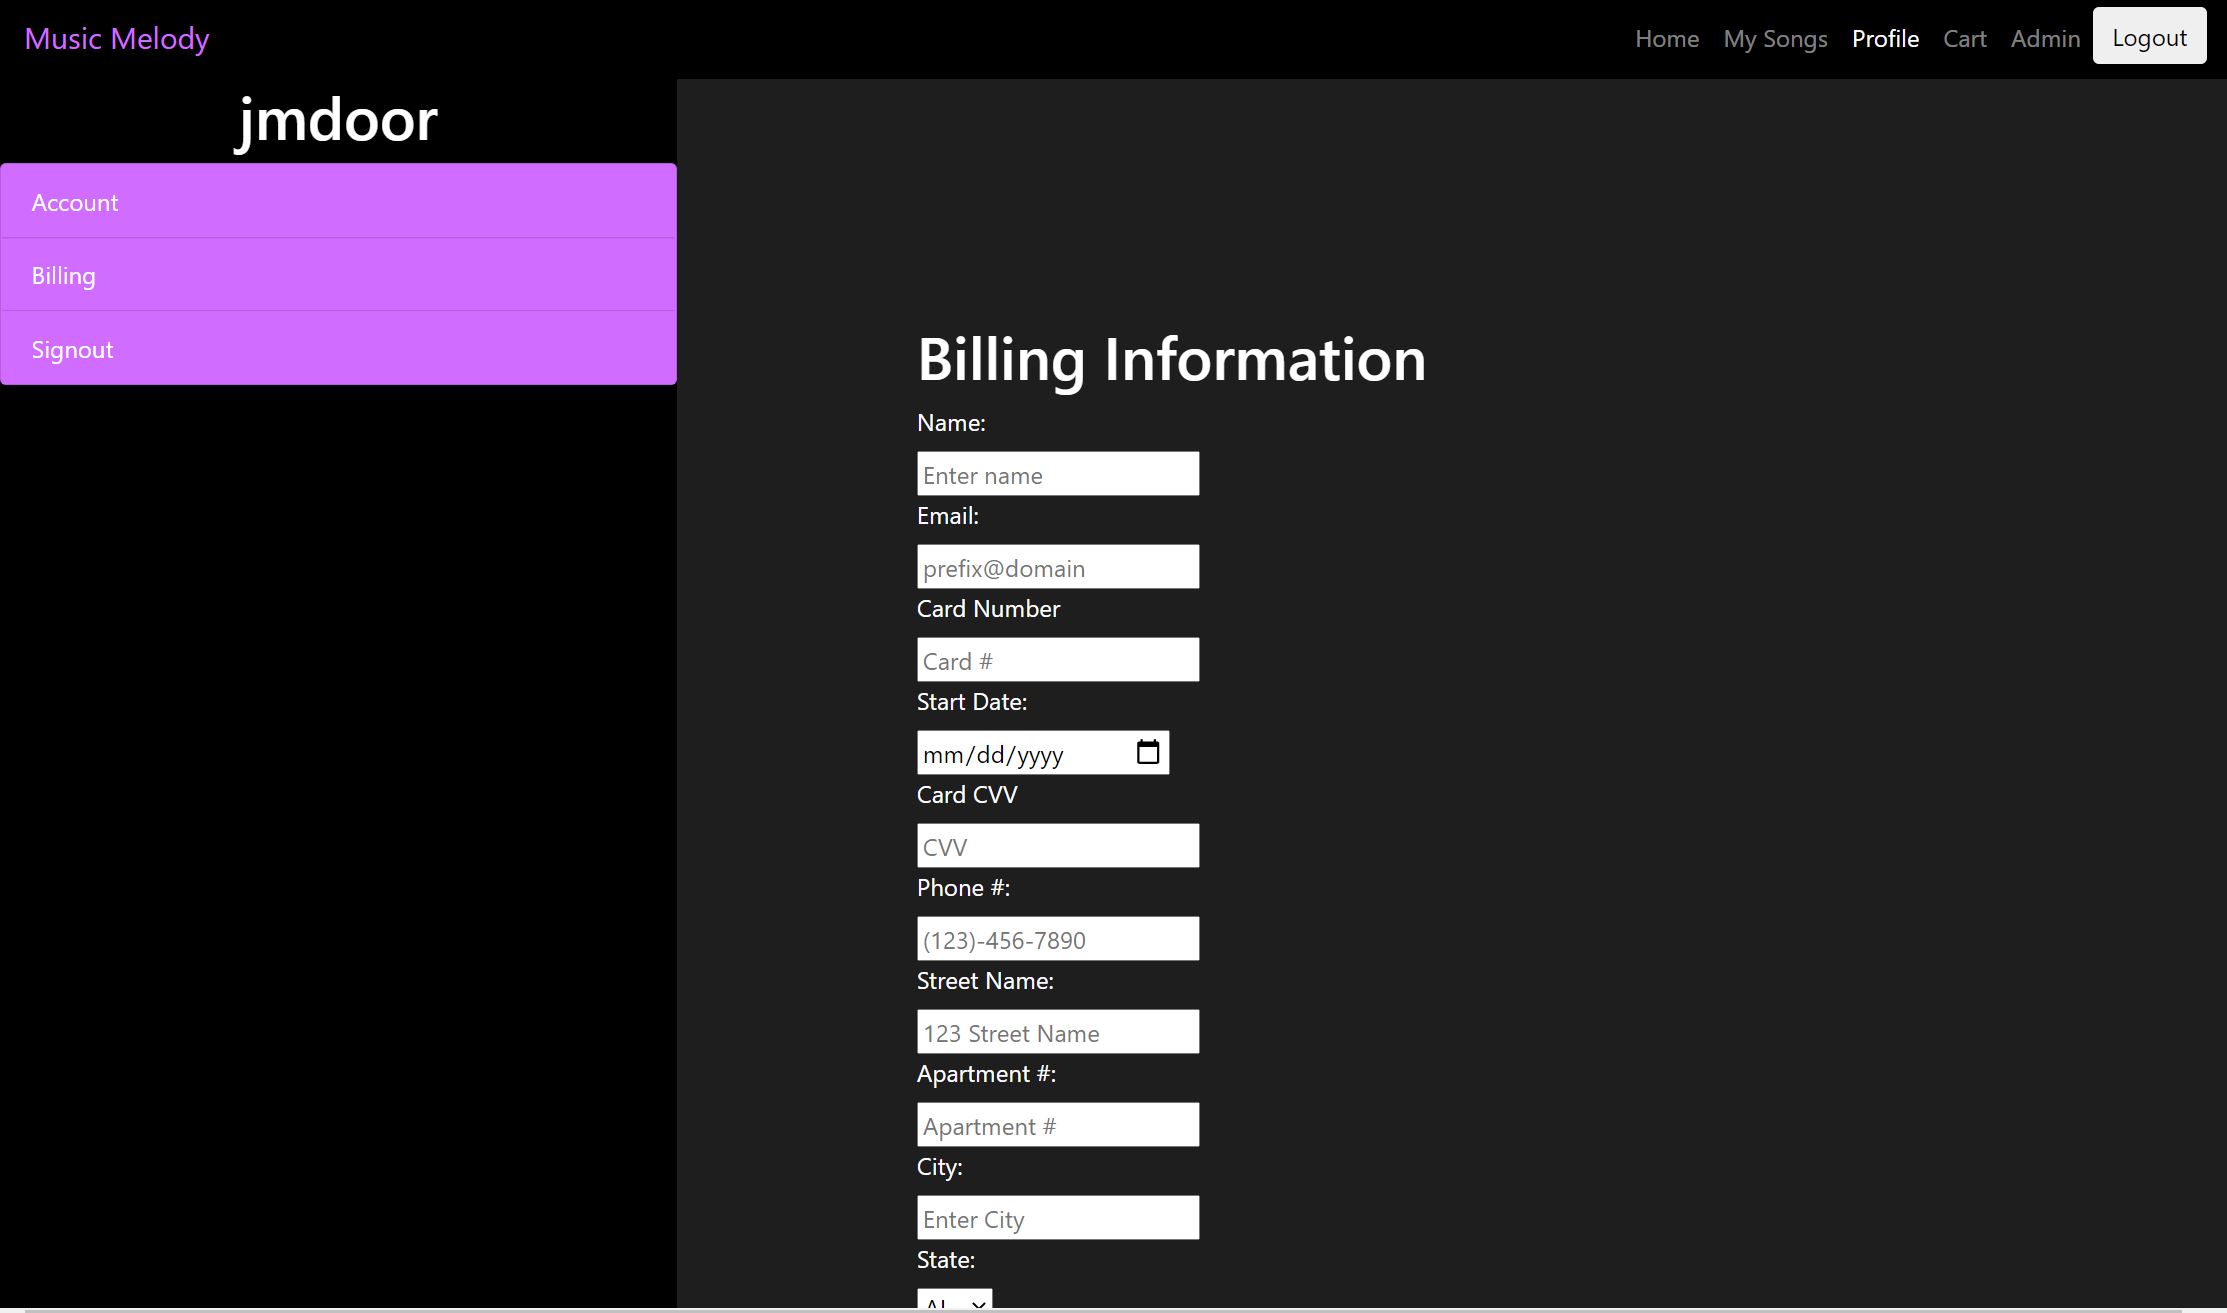 Music Melody
Home My Songs Profile Cart Admin Logout
jmdoor
Account
Billing
Signout
Billing Information
Name:
Enter name
Email:
prefix@domain
Card Number
Card #
Start Date:
mm/dd/yyyy
Card CVV
CVV
Phone #:
(123)-456-7890
Street Name:
123 Street Name
Apartment #:
Apartment #
City:
Enter City
State: